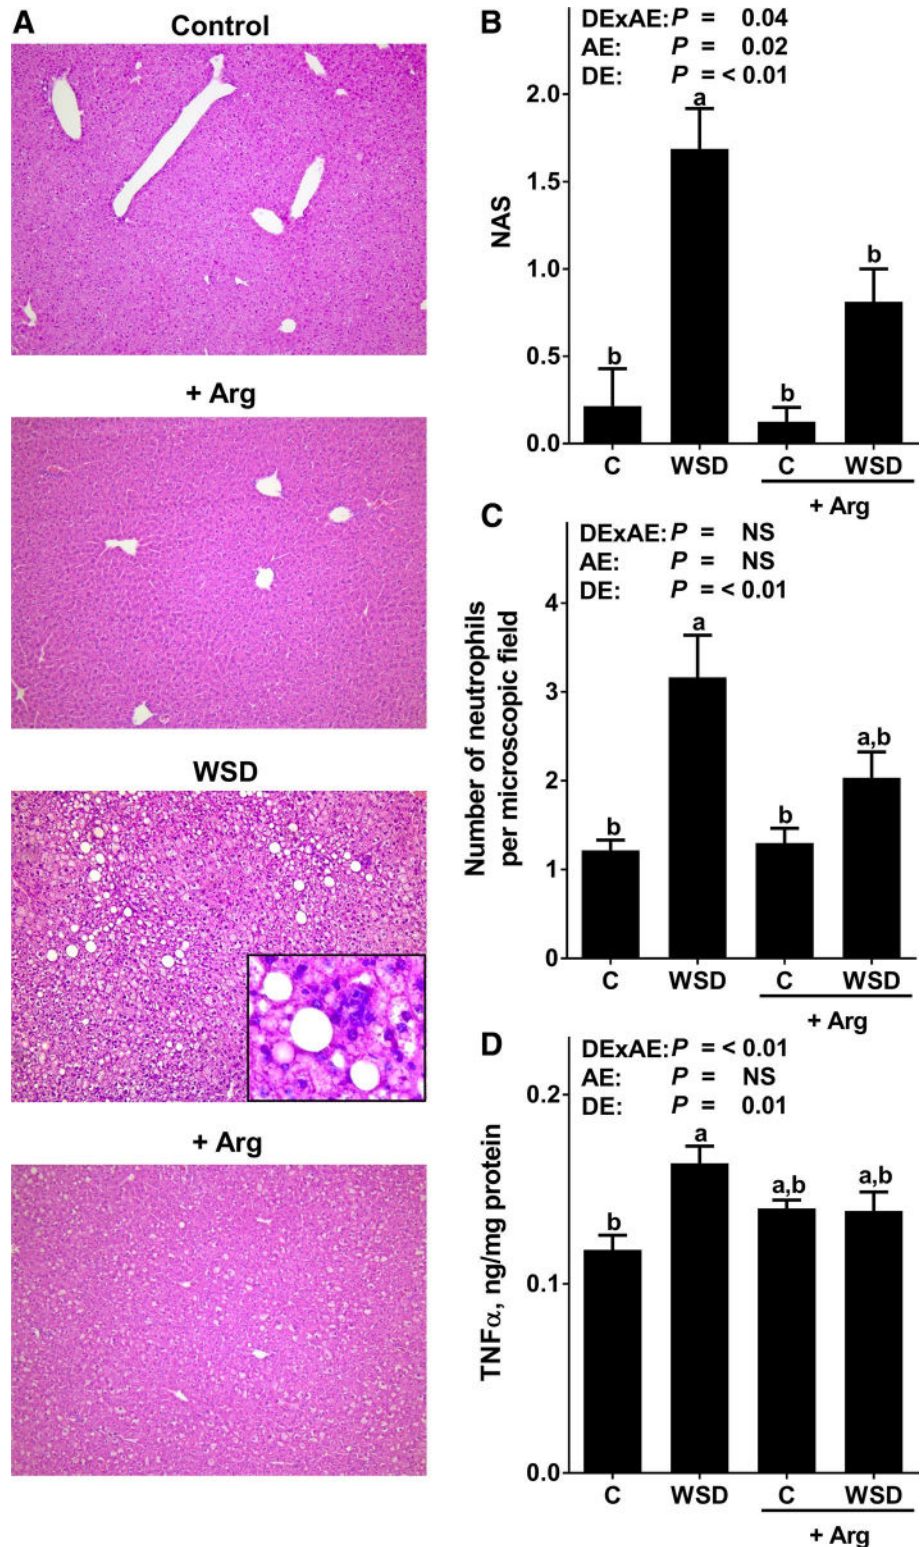 A
Control
+ Arg
WSD
+ Arg
B
DExAE: P = 0.04
AE: P = 0.02
DE: P = < 0.01
NAS
2.0
1.5
1.0
0.5
0.0
b
a
b
b
C WSD C WSD
+ Arg
C
DExAE: P = NS
AE: P = NS
DE: P = < 0.01
Number of neutrophils
per microscopic field
4
3
2
1
0
b
a
b
a,b
C WSD C WSD
+ Arg
D
DExAE: P = < 0.01
AE: P = NS
DE: P = 0.01
TNFα, ng/mg protein
0.2
0.1
0.0
b
a
a,b
a,b
C WSD C WSD
+ Arg